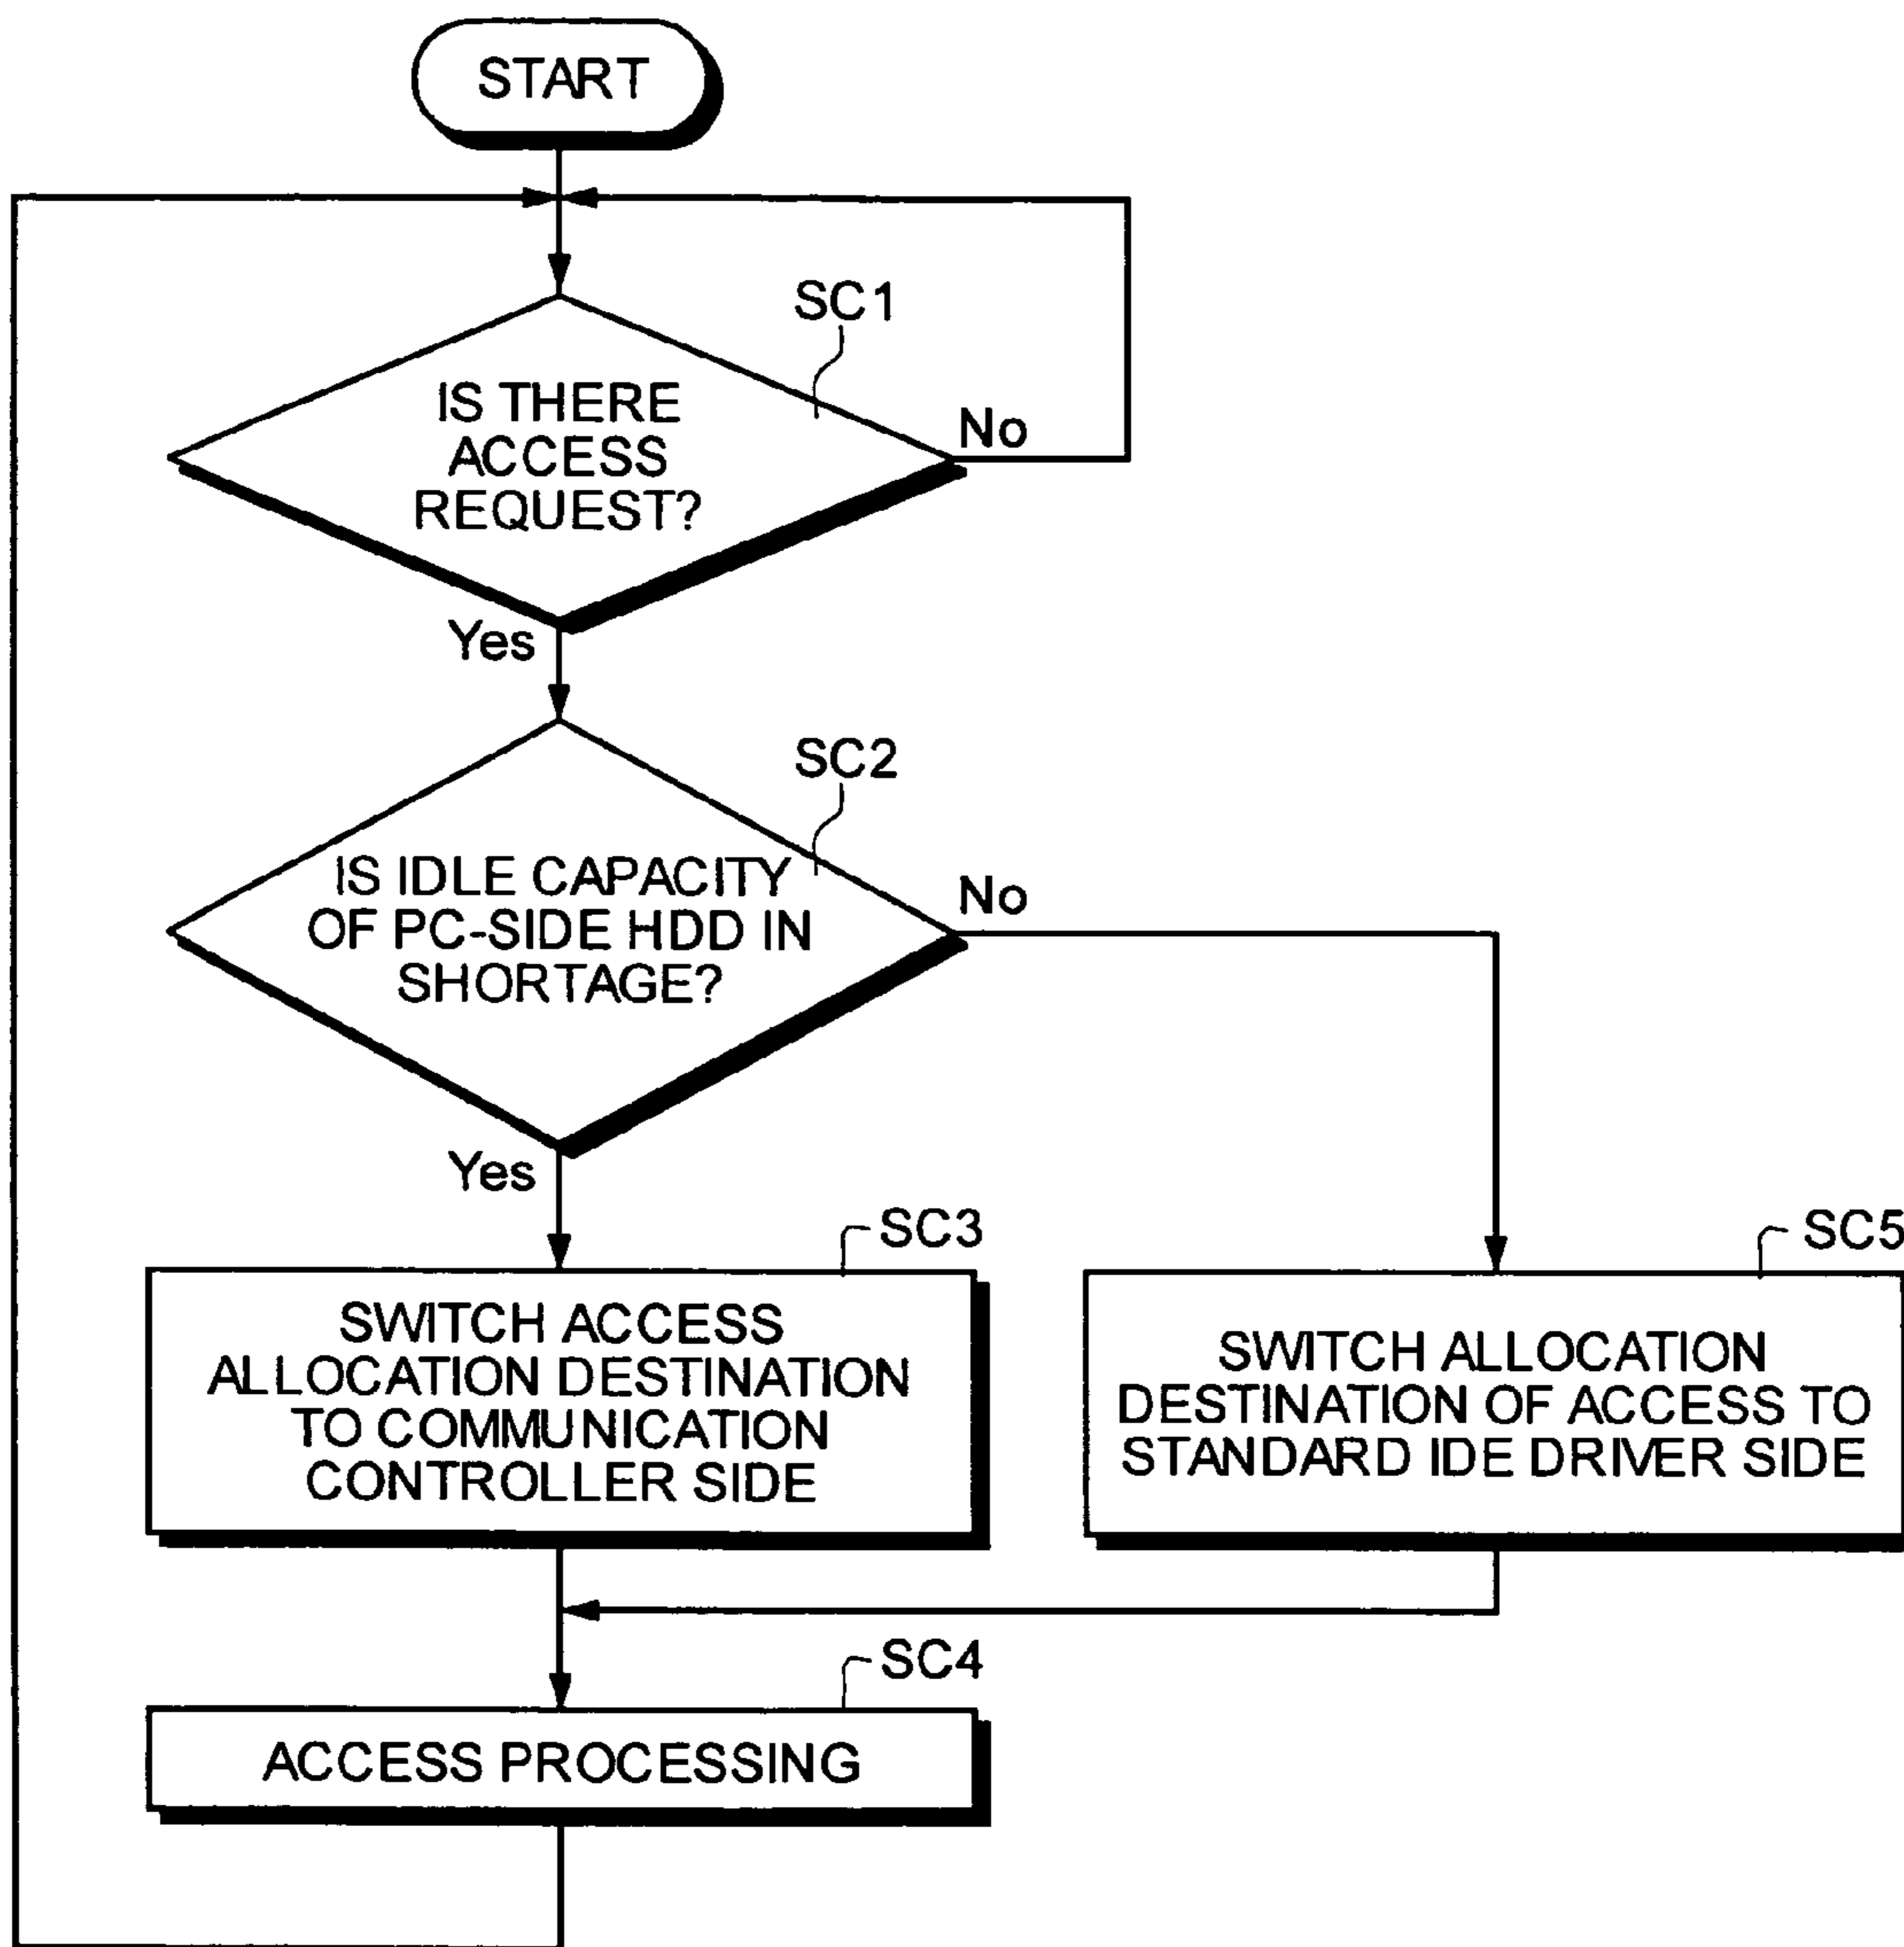 START
SC1
IS THERE
ACCESS
REQUEST?
No
Yes
SC2
IS IDLE CAPACITY
OF PC-SIDE HDD IN
SHORTAGE?
No
Yes
SC3
SWITCH ACCESS
ALLOCATION DESTINATION
TO COMMUNICATION
CONTROLLER SIDE
SC5
SWITCH ALLOCATION
DESTINATION OF ACCESS TO
STANDARD IDE DRIVER SIDE
SC4
ACCESS PROCESSING